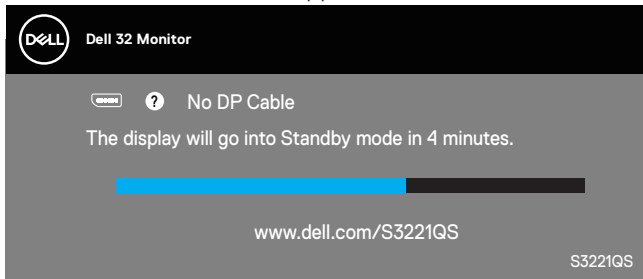 DELL
Dell 32 Monitor
? No DP Cable
The display will go into Standby mode in 4 minutes.
www.dell.com/S3221QS
S3221QS